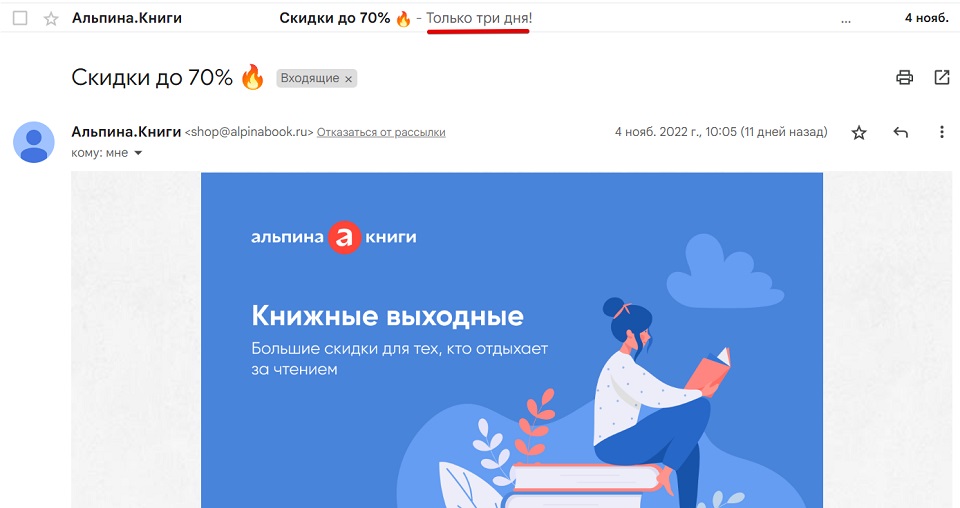 Альпина.Книги Скидки до 70% 🔥 - Только три дня! ... 4 нояб.
Скидки до 70% 🔥 Входящие ×
Альпина.Книги <shop@alpinabook.ru> Отказаться от рассылки 4 нояб. 2022 г., 10:05 (11 дней назад)
кому: мне
альпина а книги
Книжные выходные
Большие скидки для тех, кто отдыхает
за чтением